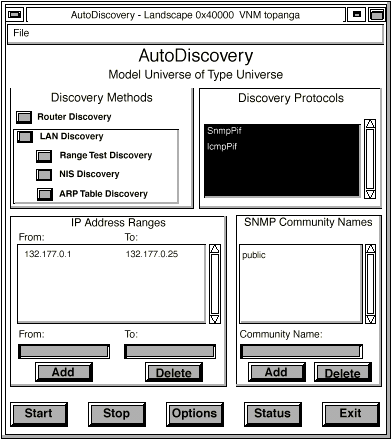 AutoDiscovery - Landscape 0x40000 VNM topanga
File
AutoDiscovery
Model Universe of Type Universe
Discovery Methods
Router Discovery
LAN Discovery
Range Test Discovery
NIS Discovery
ARP Table Discovery
Discovery Protocols
SnmpPif
IcmpPif
IP Address Ranges
From: To:
132.177.0.1 132.177.0.25
From: To:
Add Delete
SNMP Community Names
public
Community Name:
Add Delete
Start Stop Options Status Exit